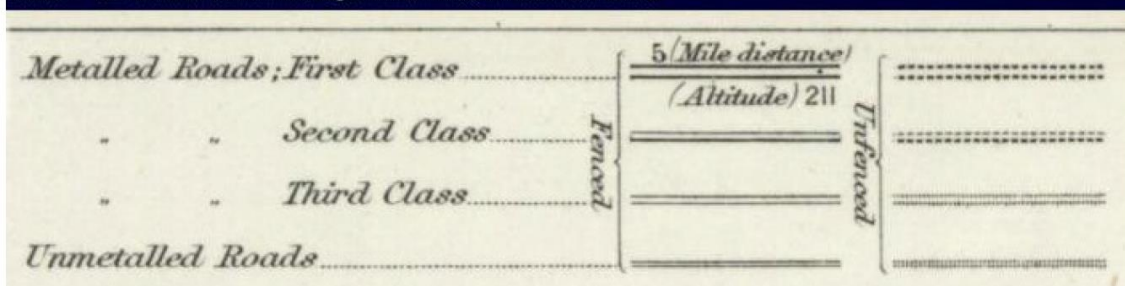 Metalled Roads; First Class 5 (Mile distance)
(Altitude) 211
" " Second Class
" " Third Class
Unmetalled Roads
Fenced
Unfenced